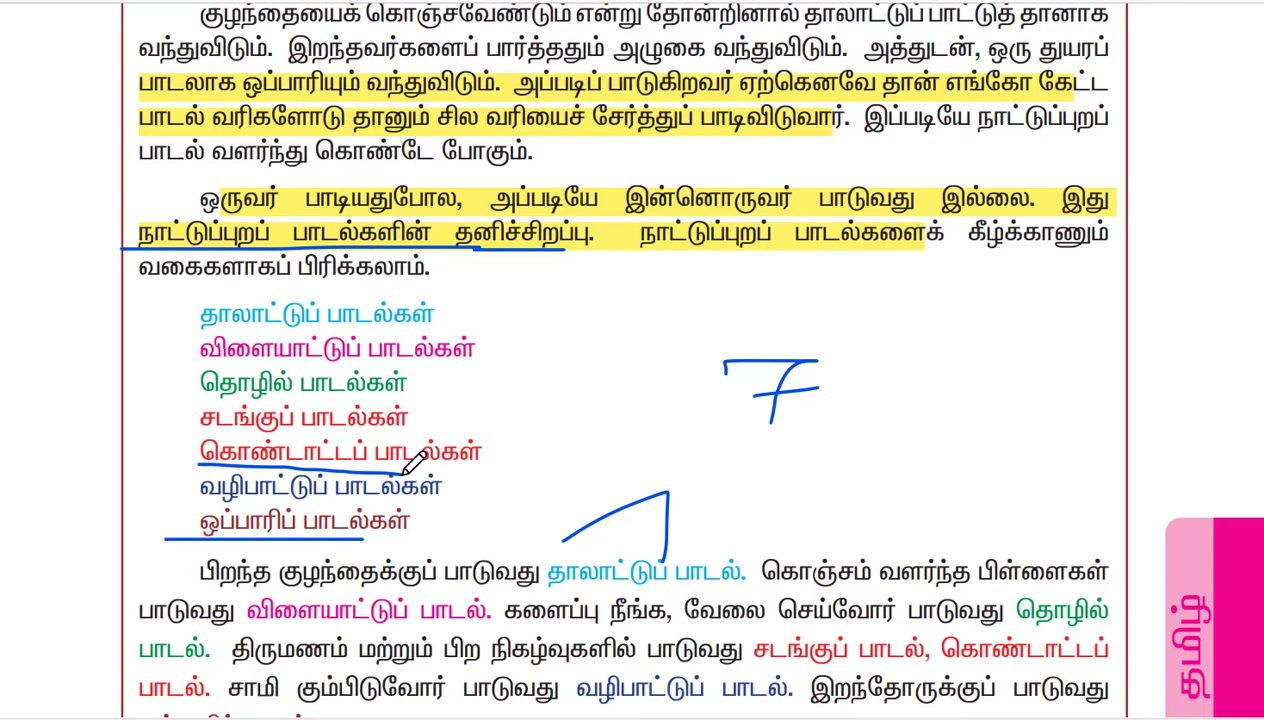 குழந்தையைக் கொஞ்சவேண்டும் என்று தோன்றினால் தாலாட்டுப் பாட்டுத் தானாக
வந்துவிடும். இறந்தவர்களைப் பார்த்ததும் அழுகை வந்துவிடும். அத்துடன், ஒரு துயரப்
பாடலாக ஒப்பாரியும் வந்துவிடும். அப்படிப் பாடுகிறவர் ஏற்கெனவே தான் எங்கோ கேட்ட
பாடல் வரிகளோடு தானும் சில வரியைச் சேர்த்துப் பாடிவிடுவார். இப்படியே நாட்டுப்புறப்
பாடல் வளர்ந்து கொண்டே போகும்.
ஒருவர் பாடியதுபோல, அப்படியே இன்னொருவர் பாடுவது இல்லை. இது
நாட்டுப்புறப் பாடல்களின் தனிச்சிறப்பு. நாட்டுப்புறப் பாடல்களைக் கீழ்க்காணும்
வகைகளாகப் பிரிக்கலாம்.
தாலாட்டுப் பாடல்கள்
விளையாட்டுப் பாடல்கள்
தொழில் பாடல்கள்
சடங்குப் பாடல்கள்
கொண்டாட்டப் பாடல்கள்
வழிபாட்டுப் பாடல்கள்
ஒப்பாரிப் பாடல்கள்
7
பிறந்த குழந்தைக்குப் பாடுவது தாலாட்டுப் பாடல். கொஞ்சம் வளர்ந்த பிள்ளைகள்
பாடுவது விளையாட்டுப் பாடல். களைப்பு நீங்க, வேலை செய்வோர் பாடுவது தொழில்
பாடல். திருமணம் மற்றும் பிற நிகழ்வுகளில் பாடுவது சடங்குப் பாடல், கொண்டாட்டப்
பாடல். சாமி கும்பிடுவோர் பாடுவது வழிபாட்டுப் பாடல். இறந்தோருக்குப் பாடுவது
தமிழ்